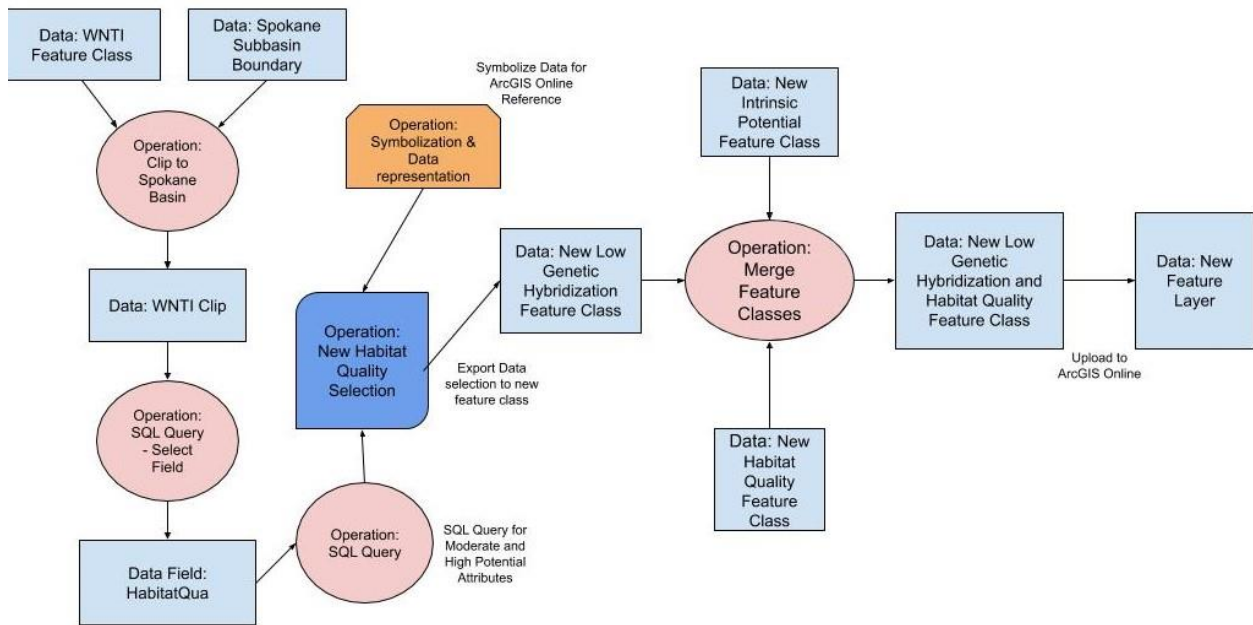 Data: WNTI
Feature Class
Data: Spokane
Subbasin
Boundary
Operation:
Clip to
Spokane
Basin
Data: WNTI Clip
Operation:
SQL Query
- Select
Field
Data Field:
HabitatQua
Operation:
SQL Query
SQL Query for
Moderate and
High Potential
Attributes
Symbolize Data for
ArcGIS Online
Reference
Operation:
Symbolization &
Data
representation
Operation:
New Habitat
Quality
Selection
Export Data
selection to new
feature class
Data: New Low
Genetic
Hybridization
Feature Class
Data: New
Intrinsic
Potential
Feature Class
Operation:
Merge
Feature
Classes
Data: New
Habitat
Quality
Feature
Class
Data: New Low
Genetic
Hybridization and
Habitat Quality
Feature Class
Upload to
ArcGIS Online
Data: New
Feature
Layer